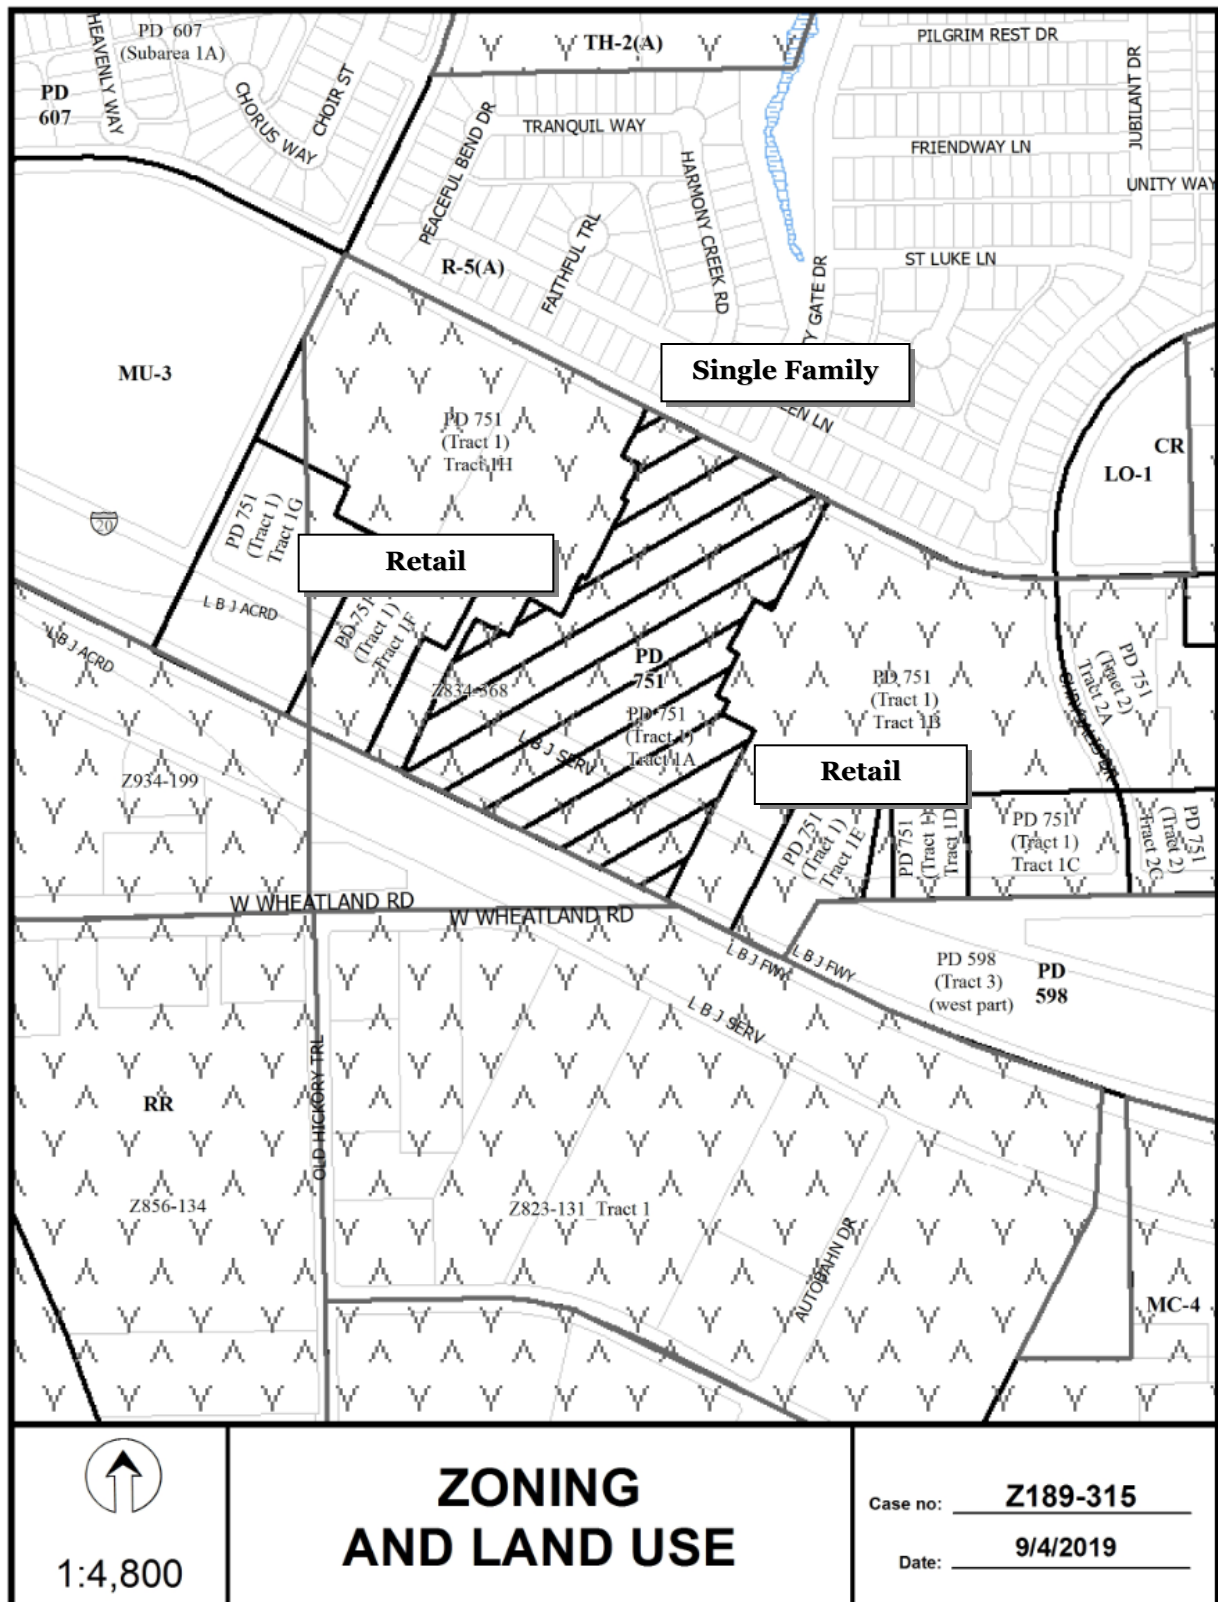 PD 607
(Subarea 1A)
PD
607
HEAVENLY WAY
CHORUS WAY
CHOIR ST
TH-2(A)
PILGRIM REST DR
JUBILANT DR
PEACEFUL BEND DR
TRANQUIL WAY
HARMONY CREEK RD
FRIENDWAY LN
UNITY WAY
R-5(A)
FAITHFUL TRL
ST LUKE LN
Y GATE DR
MU-3
Single Family
LEN LN
CR
LO-1
PD 751
(Tract 1)
Tract 1H
20
PD 751
(Tract 1)
Tract 1G
Retail
L B J ACRD
L B J ACRD
PD 751
(Tract 1)
Tract 1F
Z834-368
PD
751
PD 751
(Tract 1)
Tract 1A
L B J SERV
PD 751
(Tract 1)
Tract 1B
PD 751
(Tract 2)
Tract 2A
Retail
Z934-199
PD 751
(Tract 1)
Tract 1E
PD 751
(Tract 1)
Tract 1D
PD 751
(Tract 1)
Tract 1C
PD 751
(Tract 2)
Tract 2C
W WHEATLAND RD
W WHEATLAND RD
L B J FWY
L B J FWY
PD 598
(Tract 3)
(west part)
PD
598
L B J SERV
OLD HICKORY TRL
RR
Z856-134
Z823-131_Tract 1
AUTOBAHN DR
MC-4
1:4,800
ZONING
AND LAND USE
Case no: Z189-315
Date: 9/4/2019